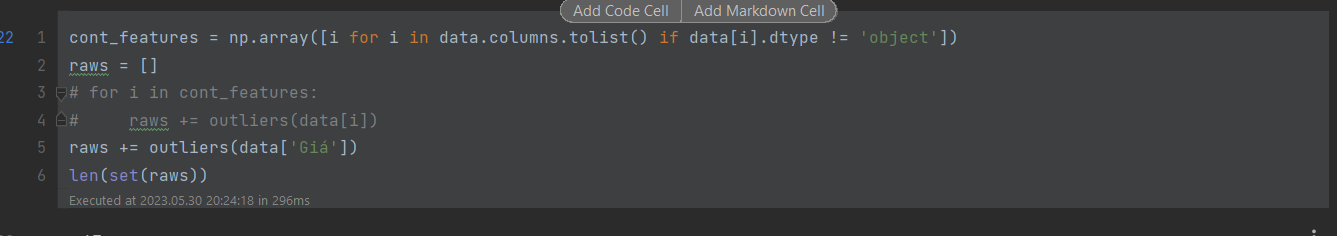 Add Code Cell Add Markdown Cell
22 1 cont_features = np.array([i for i in data.columns.tolist() if data[i].dtype != 'object'])
2 raws = []
3 # for i in cont_features:
4 #     raws += outliers(data[i])
5 raws += outliers(data['Giá'])
6 len(set(raws))
Executed at 2023.05.30 20:24:18 in 296ms